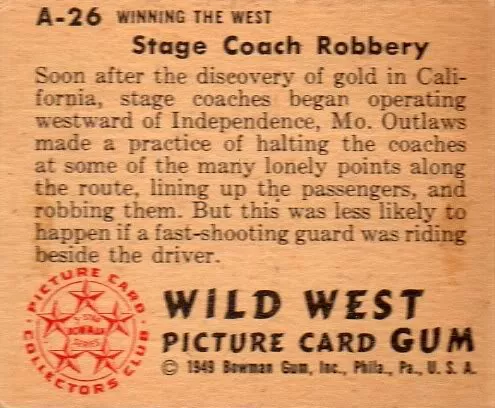 A-26 WINNING THE WEST
Stage Coach Robbery
Soon after the discovery of gold in Cali-
fornia, stage coaches began operating
westward of Independence, Mo. Outlaws
made a practice of halting the coaches
at some of the many lonely points along
the route, lining up the passengers, and
robbing them. But this was less likely to
happen if a fast-shooting guard was riding
beside the driver.
PICTURE CARD
COLLECTORS CLUB
5-STAR
BOWMAN
SERIES
WILD WEST
PICTURE CARD GUM
© 1949 Bowman Gum, Inc., Phila., Pa., U. S. A.